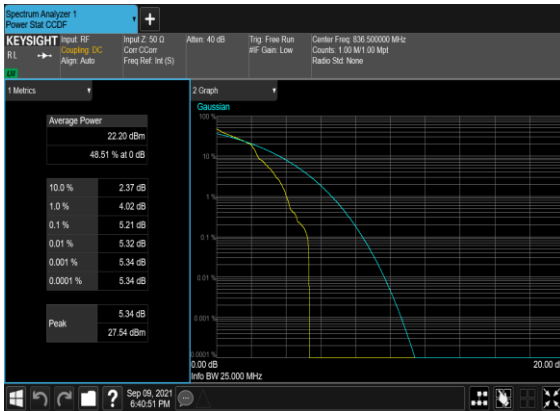 Spectrum Analyzer 1
Power Stat CCDF
KEYSIGHT
RL
LM
Input: RF
Coupling: DC
Align: Auto
Input Z: 50 Ω
Corr CCorr
Freq Ref: Int (S)
Atten: 40 dB
Trig: Free Run
#IF Gain: Low
Center Freq: 836.500000 MHz
Counts: 1.00 M/1.00 Mpt
Radio Std: None
1 Metrics
Average Power
22.20 dBm
48.51 % at 0 dB
10.0 % 2.37 dB
1.0 % 4.02 dB
0.1 % 5.21 dB
0.01 % 5.32 dB
0.001 % 5.34 dB
0.0001 % 5.34 dB
Peak
5.34 dB
27.54 dBm
2 Graph
Gaussian
100 %
10 %
1 %
0.1 %
0.01 %
0.001 %
0.0001 %
0.00 dB
20.00 d
Info BW 25.000 MHz
?
Sep 09, 2021
6:40:51 PM